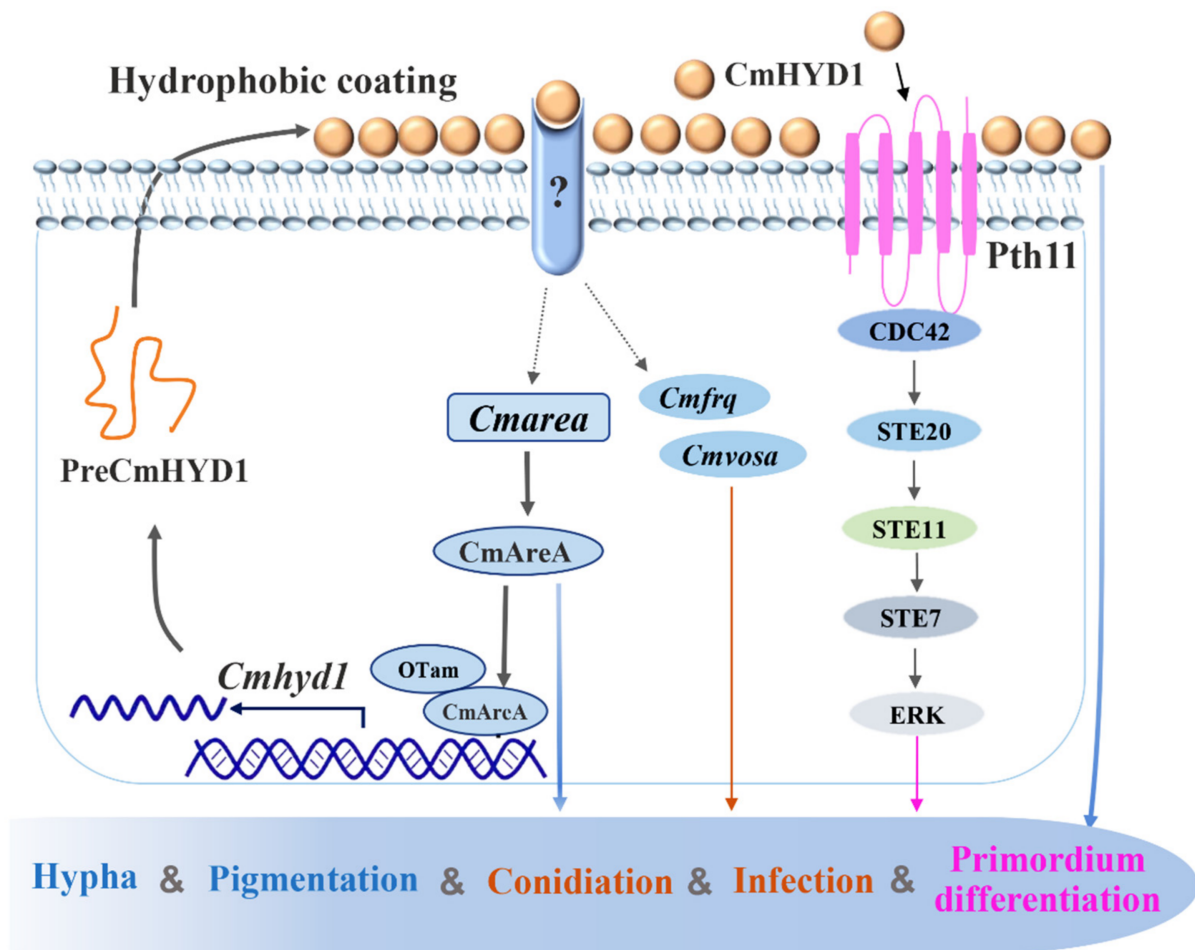 Hydrophobic coating
CmHYD1
?
Pth11
CDC42
Cmfrq
Cmarea
STE20
Cmvosa
PreCmHYD1
STE11
CmAreA
STE7
OTam
Cmhyd1
CmAreA
ERK
Hypha & Pigmentation & Conidiation & Infection & Primordium
differentiation